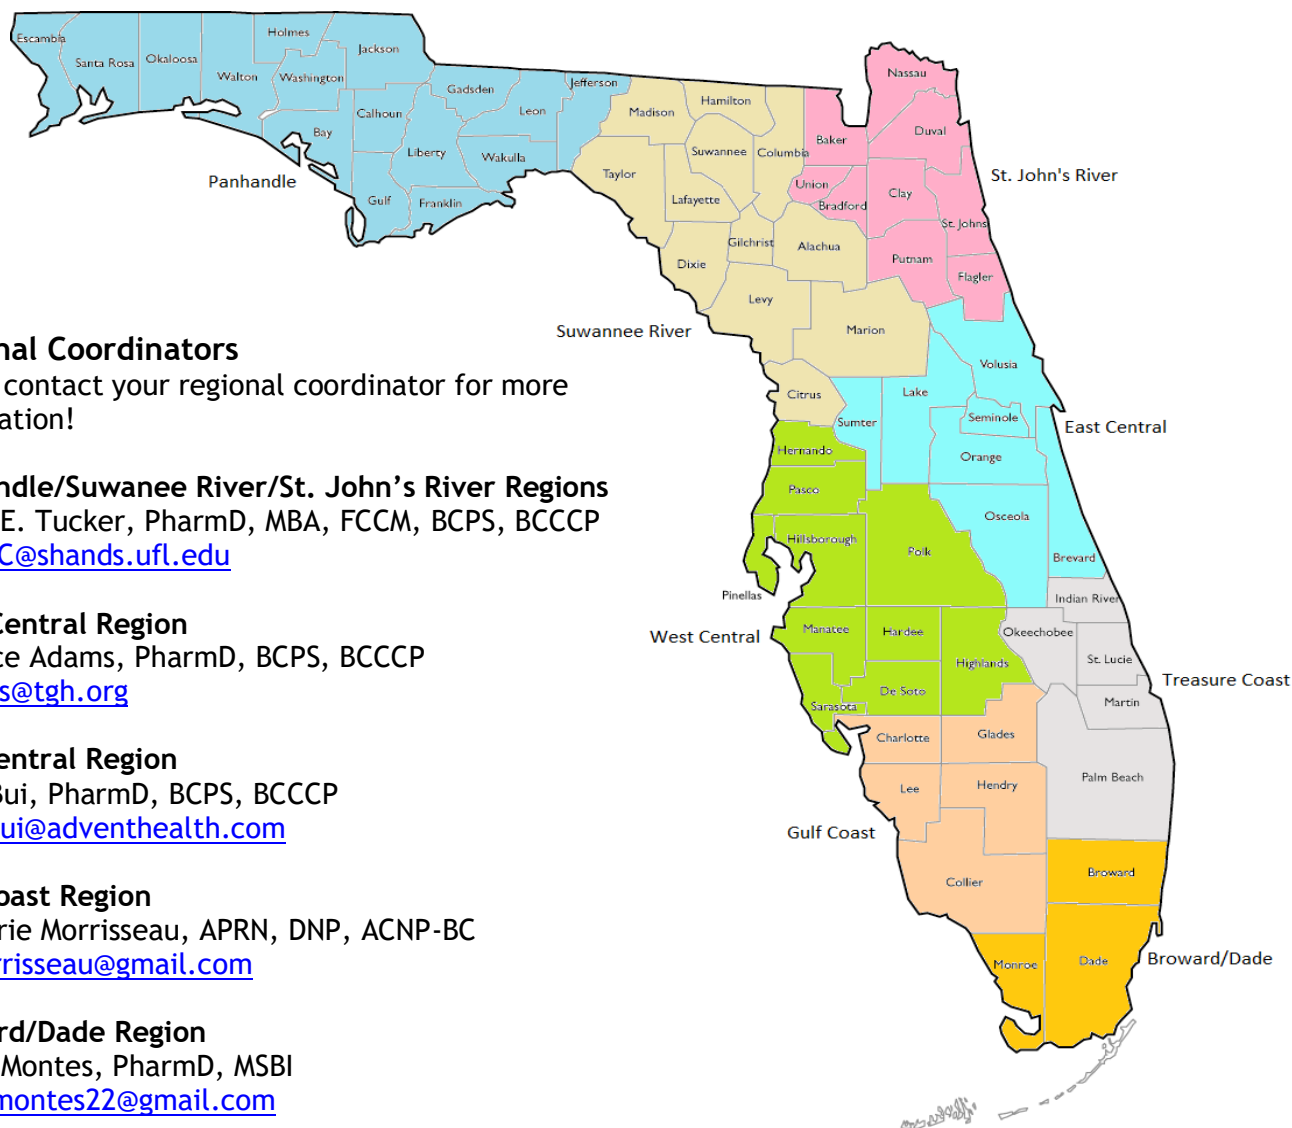 Escambia
Santa Rosa
Okaloosa
Walton
Holmes
Washington
Jackson
Bay
Calhoun
Gulf
Liberty
Franklin
Gadsden
Leon
Wakulla
Jefferson
Panhandle
Madison
Hamilton
Suwannee
Columbia
Taylor
Lafayette
Gilchrist
Alachua
Dixie
Levy
Marion
Citrus
Suwannee River
Nassau
Duval
Baker
Union
Bradford
Clay
St. Johns
Putnam
Flagler
St. John's River
Volusia
Lake
Sumter
Seminole
Orange
Osceola
Brevard
East Central
Hernando
Pasco
Hillsborough
Polk
Pinellas
Manatee
Hardee
Highlands
De Soto
Sarasota
West Central
Indian River
Okeechobee
St. Lucie
Martin
Palm Beach
Treasure Coast
Charlotte
Glades
Lee
Hendry
Collier
Gulf Coast
Broward
Dade
Monroe
Broward/Dade
nal Coordinators
contact your regional coordinator for more
ation!
ndle/Suwanee River/St. John’s River Regions
E. Tucker, PharmD, MBA, FCCM, BCPS, BCCCP
C@shands.ufl.edu
Central Region
ce Adams, PharmD, BCPS, BCCCP
s@tgh.org
entral Region
Bui, PharmD, BCPS, BCCCP
ui@adventhealth.com
oast Region
rie Morrisseau, APRN, DNP, ACNP-BC
rrisseau@gmail.com
rd/Dade Region
Montes, PharmD, MSBI
montes22@gmail.com